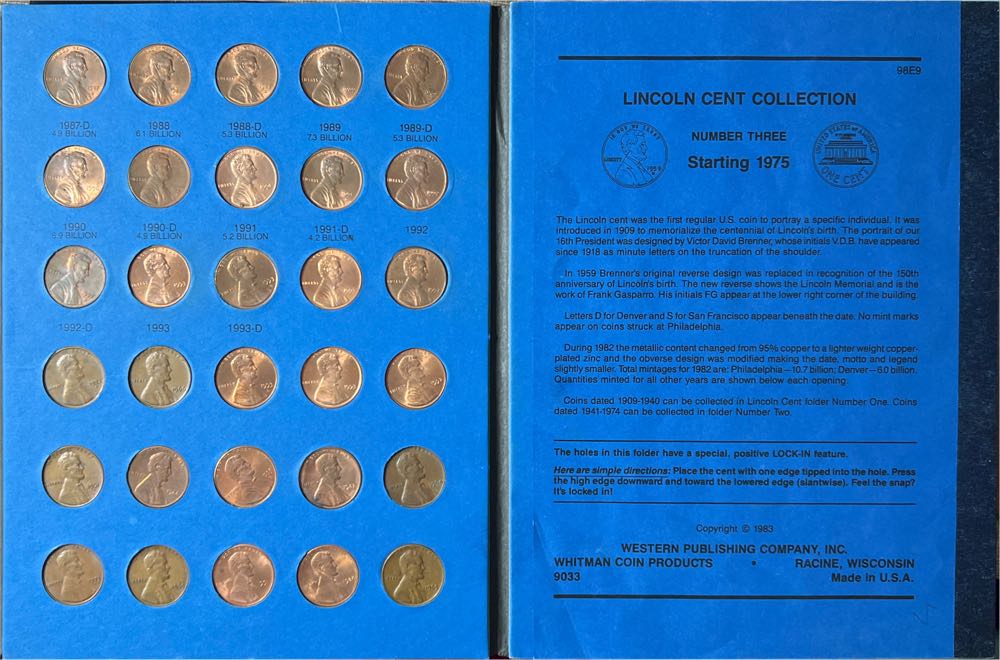 1987-D 1988 1988-D 1989 1989-D
4.9 BILLION 6.1 BILLION 5.3 BILLION 7.3 BILLION 5.3 BILLION
1990 1990-D 1991 1991-D 1992
6.9 BILLION 4.9 BILLION 5.2 BILLION 4.2 BILLION
1992-D 1993 1993-D
98E9
LINCOLN CENT COLLECTION
IN GOD WE TRUST
LIBERTY
1959
NUMBER THREE
Starting 1975
UNITED STATES OF AMERICA
ONE CENT
The Lincoln cent was the first regular U.S. coin to portray a specific individual. It was
introduced in 1909 to memorialize the centennial of Lincoln's birth. The portrait of our
16th President was designed by Victor David Brenner, whose initials V.D.B. have appeared
since 1918 as minute letters on the truncation of the shoulder.
In 1959 Brenner's original reverse design was replaced in recognition of the 150th
anniversary of Lincoln's birth. The new reverse shows the Lincoln Memorial and is the
work of Frank Gasparro. His initials FG appear at the lower right corner of the building.
Letters D for Denver and S for San Francisco appear beneath the date. No mint marks
appear on coins struck at Philadelphia.
During 1982 the metallic content changed from 95% copper to a lighter weight copper-
plated zinc and the obverse design was modified making the date, motto and legend
slightly smaller. Total mintages for 1982 are: Philadelphia—10.7 billion; Denver—6.0 billion.
Quantities minted for all other years are shown below each opening.
Coins dated 1909-1940 can be collected in Lincoln Cent folder Number One. Coins
dated 1941-1974 can be collected in folder Number Two.
The holes in this folder have a special, positive LOCK-IN feature.
Here are simple directions: Place the cent with one edge tipped into the hole. Press
the high edge downward and toward the lowered edge (slantwise). Feel the snap?
It's locked in!
Copyright © 1983
WESTERN PUBLISHING COMPANY, INC.
WHITMAN COIN PRODUCTS • RACINE, WISCONSIN
9033 Made in U.S.A.